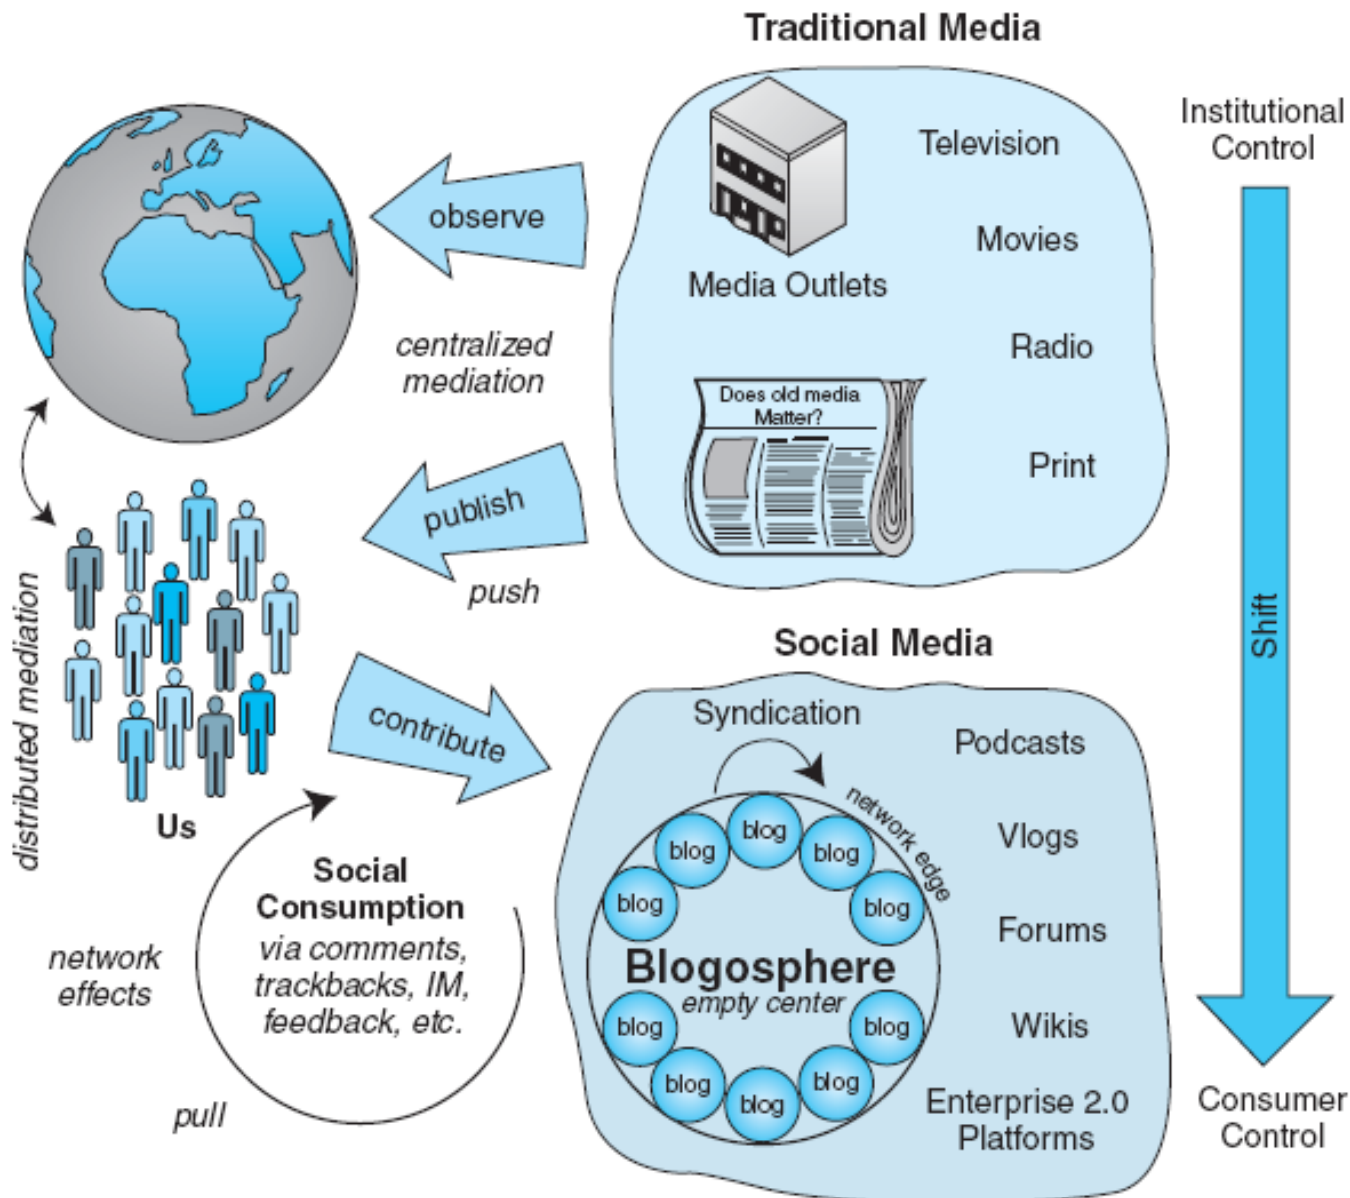 Traditional Media
Institutional
Control
Television
observe
Movies
Media Outlets
centralized
mediation
Radio
Does old media
Matter?
Print
publish
push
Shift
distributed mediation
Social Media
contribute
Syndication
Podcasts
network edge
Us
Vlogs
blog
blog
blog
blog
blog
Social
Consumption
via comments,
trackbacks, IM,
feedback, etc.
network
effects
Forums
Blogosphere
empty center
blog
blog
blog
blog
blog
Wikis
pull
Enterprise 2.0
Platforms
Consumer
Control